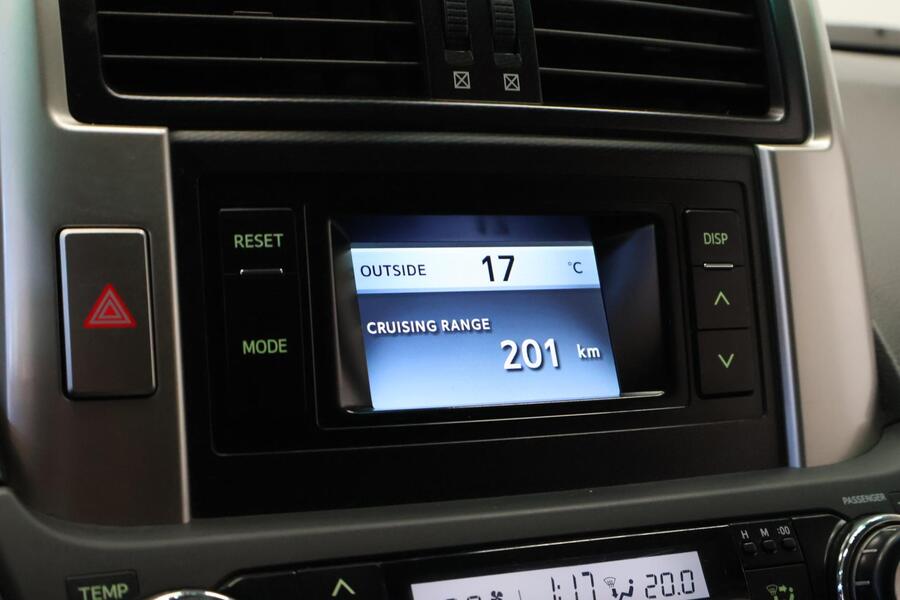 RESET
DISP
OUTSIDE 17 °C
CRUISING RANGE
201 km
MODE
PASSENGER
H M :00
TEMP
1:17 20.0